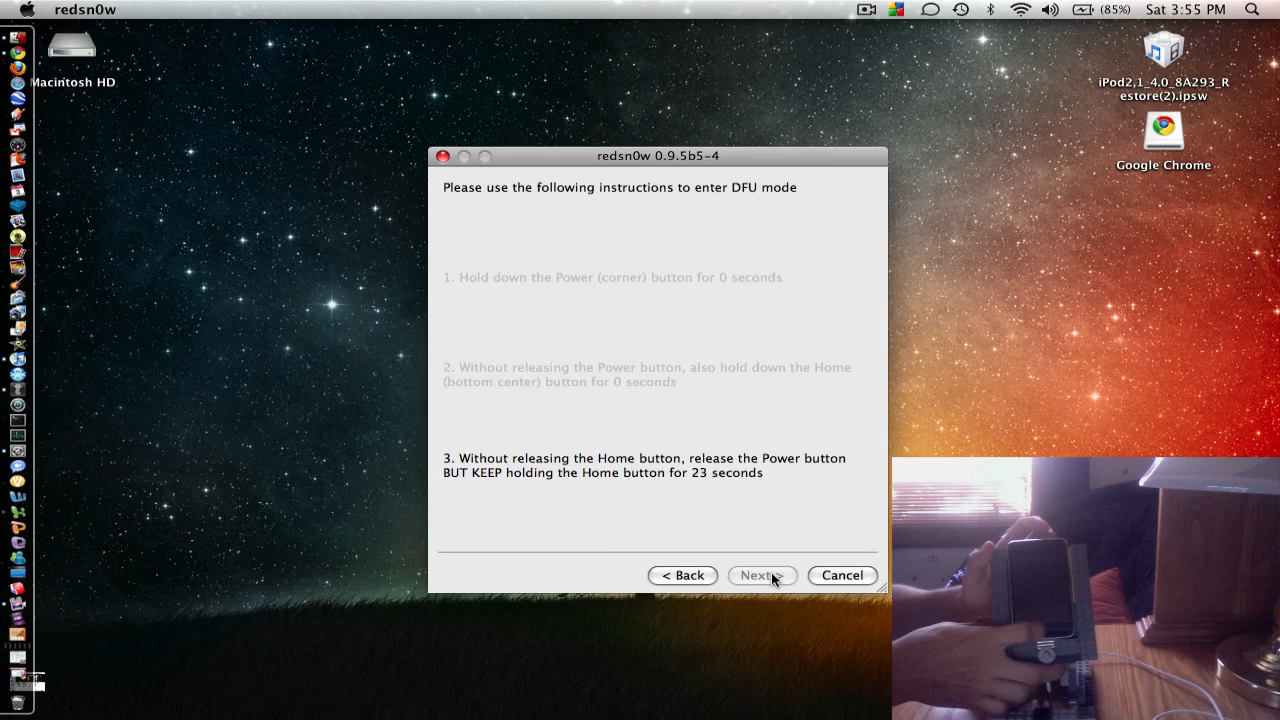 redsn0w
(85%)
Sat 3:55 PM
Macintosh HD
iPod2,1_4.0_8A293_R
estore(2).ipsw
Google Chrome
redsn0w 0.9.5b5-4
Please use the following instructions to enter DFU mode
1. Hold down the Power (corner) button for 0 seconds
2. Without releasing the Power button, also hold down the Home
(bottom center) button for 0 seconds
3. Without releasing the Home button, release the Power button
BUT KEEP holding the Home button for 23 seconds
< Back
Next >
Cancel